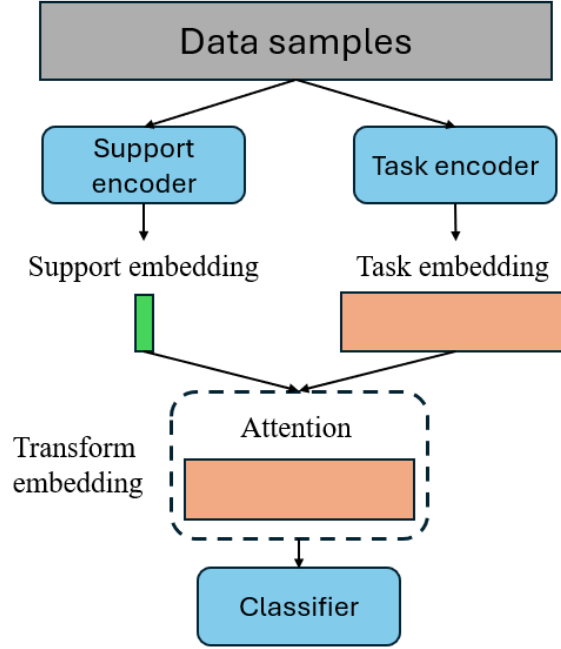 Data samples
Support
encoder
Task encoder
Support embedding
Task embedding
Attention
Transform
embedding
Classifier